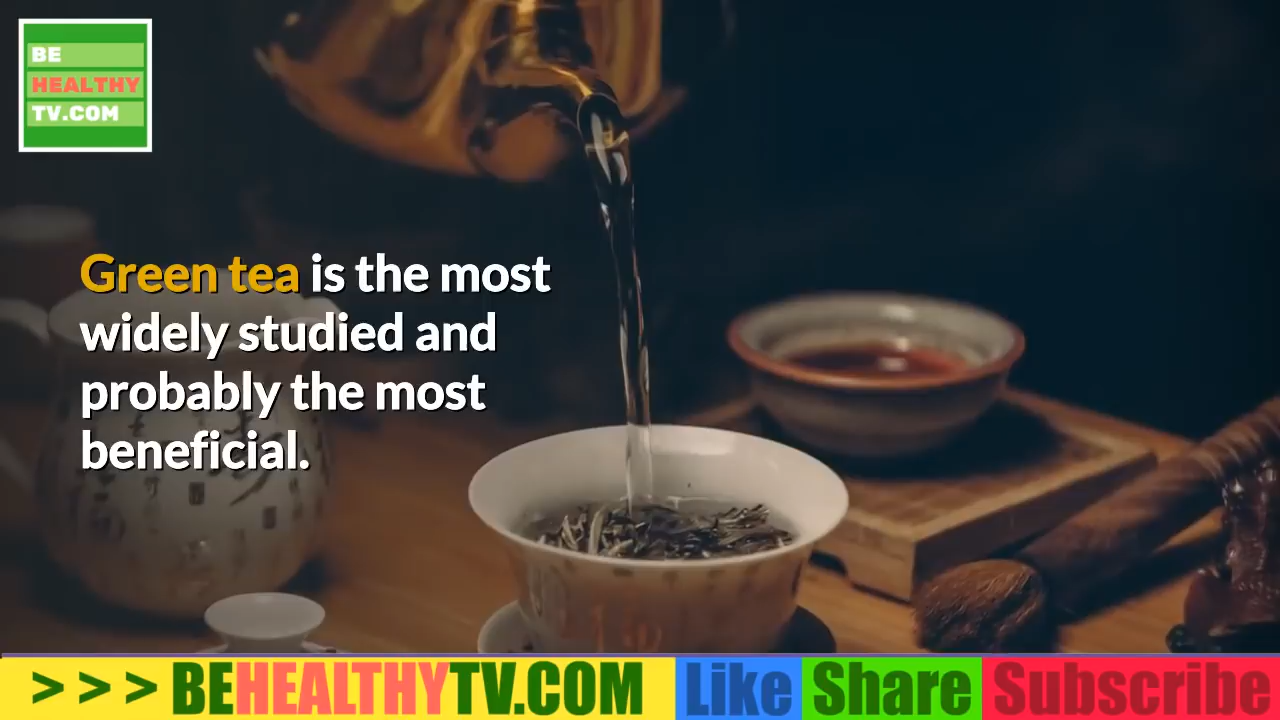 BE
HEALTHY
TV.COM
Green tea is the most
widely studied and
probably the most
beneficial.
> > > BEHEALTHYTV.COM Like Share Subscribe